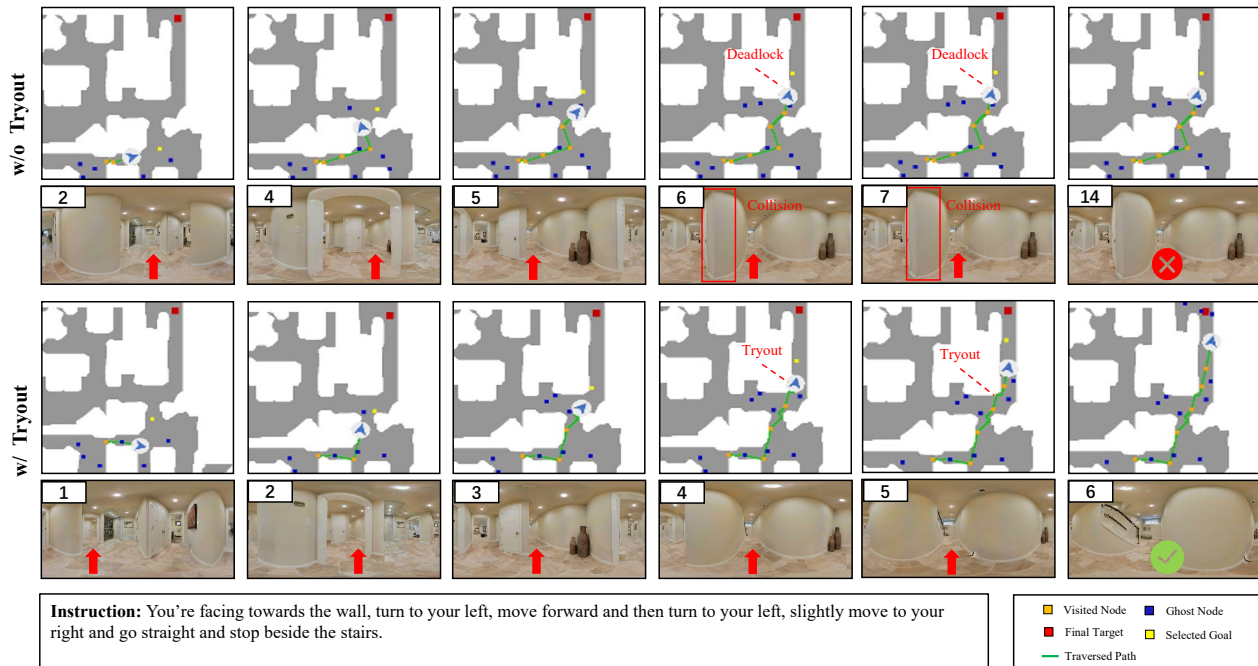 w/o Tryout
Deadlock
Deadlock
2
4
5
6
Collision
7
Collision
14
w/ Tryout
Tryout
Tryout
1
2
3
4
5
6
Instruction: You're facing towards the wall, turn to your left, move forward and then turn to your left, slightly move to your
right and go straight and stop beside the stairs.
Visited Node
Ghost Node
Final Target
Selected Goal
Traversed Path